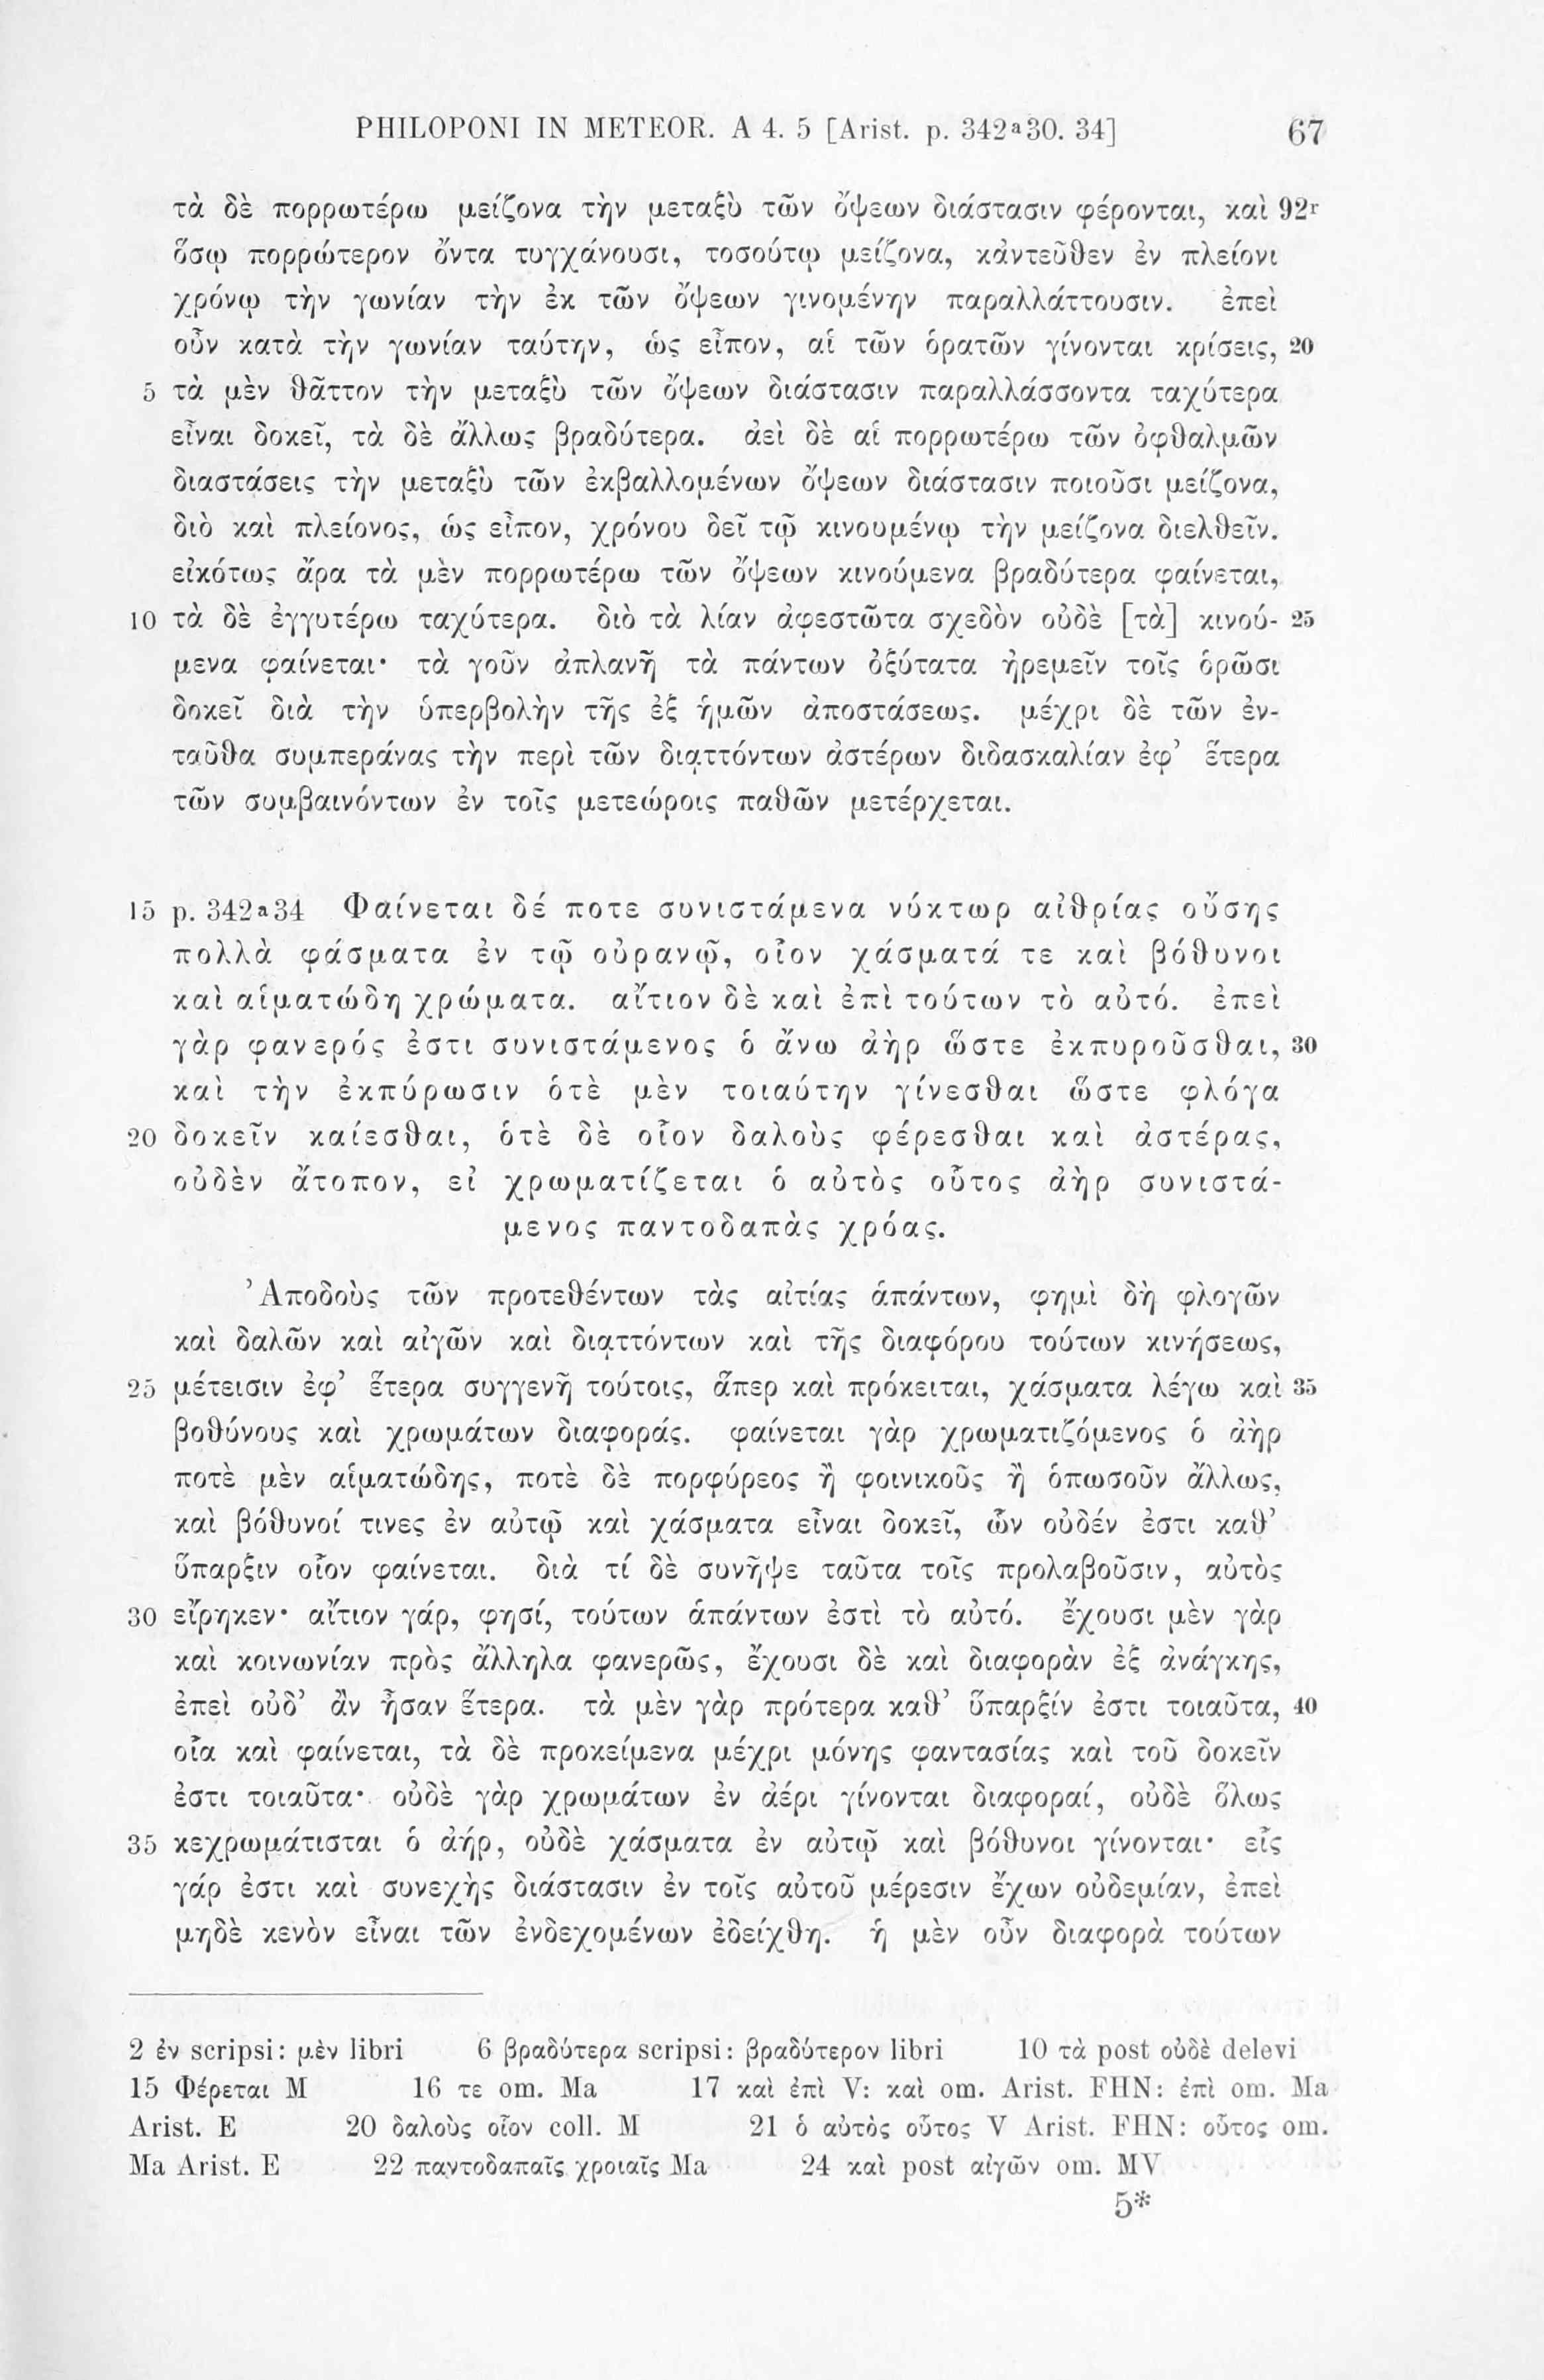 PHILOPONI IN METEOR. A 4. 5 [Arist. p. 342ᵃ30. 34] 67
τὰ δὲ πορρωτέρω μείζονα τὴν μεταξὺ τῶν ὄψεων διάστασιν φέρονται, καὶ 92r
ὅσῳ πορρώτερον ὄντα τυγχάνουσι, τοσούτῳ μείζονα, κἀντεῦθεν ἐν πλείονι
χρόνῳ τὴν γωνίαν τὴν ἐκ τῶν ὄψεων γινομένην παραλλάττουσιν. ἐπεὶ
οὖν κατὰ τὴν γωνίαν ταύτην, ὡς εἶπον, αἱ τῶν ὁρατῶν γίνονται κρίσεις, 20
5 τὰ μὲν θᾶττον τὴν μεταξὺ τῶν ὄψεων διάστασιν παραλλάσσοντα ταχύτερα
εἶναι δοκεῖ, τὰ δὲ ἄλλως βραδύτερα. ἀεὶ δὲ αἱ πορρωτέρω τῶν ὀφθαλμῶν
διαστάσεις τὴν μεταξὺ τῶν ἐκβαλλομένων ὄψεων διάστασιν ποιοῦσι μείζονα,
διὸ καὶ πλείονος, ὡς εἶπον, χρόνου δεῖ τῷ κινουμένῳ τὴν μείζονα διελθεῖν.
εἰκότως ἄρα τὰ μὲν πορρωτέρω τῶν ὄψεων κινούμενα βραδύτερα φαίνεται,
10 τὰ δὲ ἐγγυτέρω ταχύτερα. διὸ τὰ λίαν ἀφεστῶτα σχεδὸν οὐδὲ [τὰ] κινού- 25
μενα φαίνεται· τὰ γοῦν ἀπλανῆ τὰ πάντων ὀξύτατα ἠρεμεῖν τοῖς ὁρῶσι
δοκεῖ διὰ τὴν ὑπερβολὴν τῆς ἐξ ἡμῶν ἀποστάσεως. μέχρι δὲ τῶν ἐν-
ταῦθα συμπεράνας τὴν περὶ τῶν διᾳττόντων ἀστέρων διδασκαλίαν ἐφ’ ἕτερα
τῶν συμβαινόντων ἐν τοῖς μετεώροις παθῶν μετέρχεται.
15 p. 342ᵃ34 Φαίνεται δέ ποτε συνιστάμενα νύκτωρ αἰθρίας οὔσης
πολλὰ φάσματα ἐν τῷ οὐρανῷ, οἷον χάσματά τε καὶ βόθυνοι
καὶ αἱματώδη χρώματα. αἴτιον δὲ καὶ ἐπὶ τούτων τὸ αὐτό. ἐπεὶ
γὰρ φανερός ἐστι συνιστάμενος ὁ ἄνω ἀὴρ ὥστε ἐκπυροῦσθαι, 30
καὶ τὴν ἐκπύρωσιν ὁτὲ μὲν τοιαύτην γίνεσθαι ὥστε φλόγα
20 δοκεῖν καίεσθαι, ὁτὲ δὲ οἷον δαλοὺς φέρεσθαι καὶ ἀστέρας,
οὐδὲν ἄτοπον, εἰ χρωματίζεται ὁ αὐτὸς οὗτος ἀὴρ συνιστά-
μενος παντοδαπὰς χρόας.
Ἀποδοὺς τῶν προτεθέντων τὰς αἰτίας ἁπάντων, φημὶ δὴ φλογῶν
καὶ δαλῶν καὶ αἰγῶν καὶ διᾳττόντων καὶ τῆς διαφόρου τούτων κινήσεως,
25 μέτεισιν ἐφ’ ἕτερα συγγενῆ τούτοις, ἅπερ καὶ πρόκειται, χάσματα λέγω καὶ 35
βοθύνους καὶ χρωμάτων διαφοράς. φαίνεται γὰρ χρωματιζόμενος ὁ ἀὴρ
ποτὲ μὲν αἱματώδης, ποτὲ δὲ πορφύρεος ἢ φοινικοῦς ἢ ὁπωσοῦν ἄλλως,
καὶ βόθυνοί τινες ἐν αὐτῷ καὶ χάσματα εἶναι δοκεῖ, ὧν οὐδέν ἐστι καθ’
ὕπαρξιν οἷον φαίνεται. διὰ τί δὲ συνῆψε ταῦτα τοῖς προλαβοῦσιν, αὐτὸς
30 εἴρηκεν· αἴτιον γάρ, φησί, τούτων ἁπάντων ἐστὶ τὸ αὐτό. ἔχουσι μὲν γὰρ
καὶ κοινωνίαν πρὸς ἄλληλα φανερῶς, ἔχουσι δὲ καὶ διαφορὰν ἐξ ἀνάγκης,
ἐπεὶ οὐδ’ ἂν ἦσαν ἕτερα. τὰ μὲν γὰρ πρότερα καθ’ ὕπαρξίν ἐστι τοιαῦτα, 40
οἷα καὶ φαίνεται, τὰ δὲ προκείμενα μέχρι μόνης φαντασίας καὶ τοῦ δοκεῖν
ἐστι τοιαῦτα· οὐδὲ γὰρ χρωμάτων ἐν ἀέρι γίνονται διαφοραί, οὐδὲ ὅλως
35 κεχρωμάτισται ὁ ἀήρ, οὐδὲ χάσματα ἐν αὐτῷ καὶ βόθυνοι γίνονται· εἷς
γάρ ἐστι καὶ συνεχὴς διάστασιν ἐν τοῖς αὑτοῦ μέρεσιν ἔχων οὐδεμίαν, ἐπεὶ
μηδὲ κενὸν εἶναι τῶν ἐνδεχομένων ἐδείχθη. ἡ μὲν οὖν διαφορὰ τούτων
2 ἐν scripsi: μὲν libri 6 βραδύτερα scripsi: βραδύτερον libri 10 τὰ post οὐδὲ delevi
15 Φέρεται M 16 τε om. Ma 17 καὶ ἐπὶ V: καὶ om. Arist. FHN: ἐπὶ om. Ma
Arist. E 20 δαλοὺς οἷον coll. M 21 ὁ αὐτὸς οὗτος V Arist. FHN: οὗτος om.
Ma Arist. E 22 παντοδαπαῖς χροιαῖς Ma 24 καὶ post αἰγῶν om. MV
5*